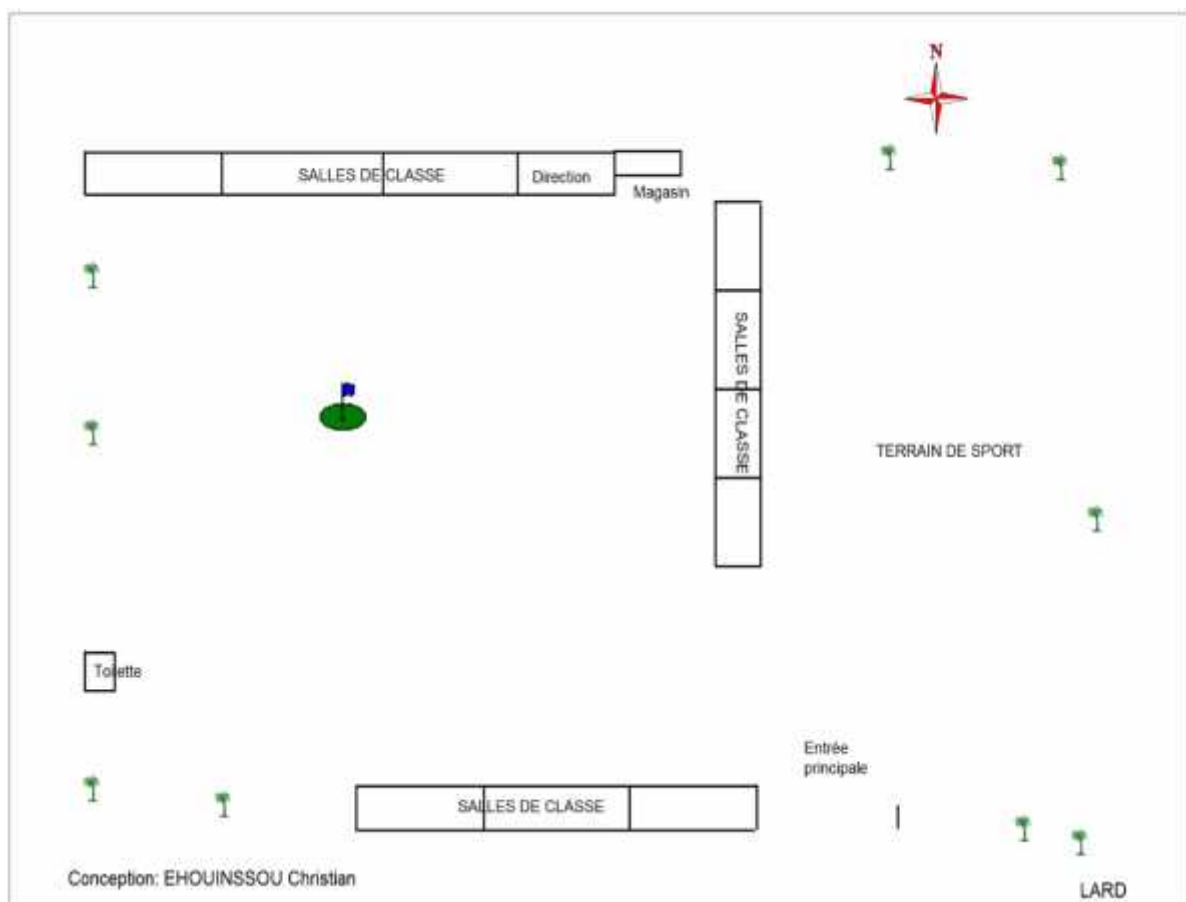 N
SALLES DE CLASSE
Direction
Magasin
SALLES DE CLASSE
TERRAIN DE SPORT
Toilette
Entrée
principale
SALLES DE CLASSE
Conception: EHOUINSSOU Christian
LARD